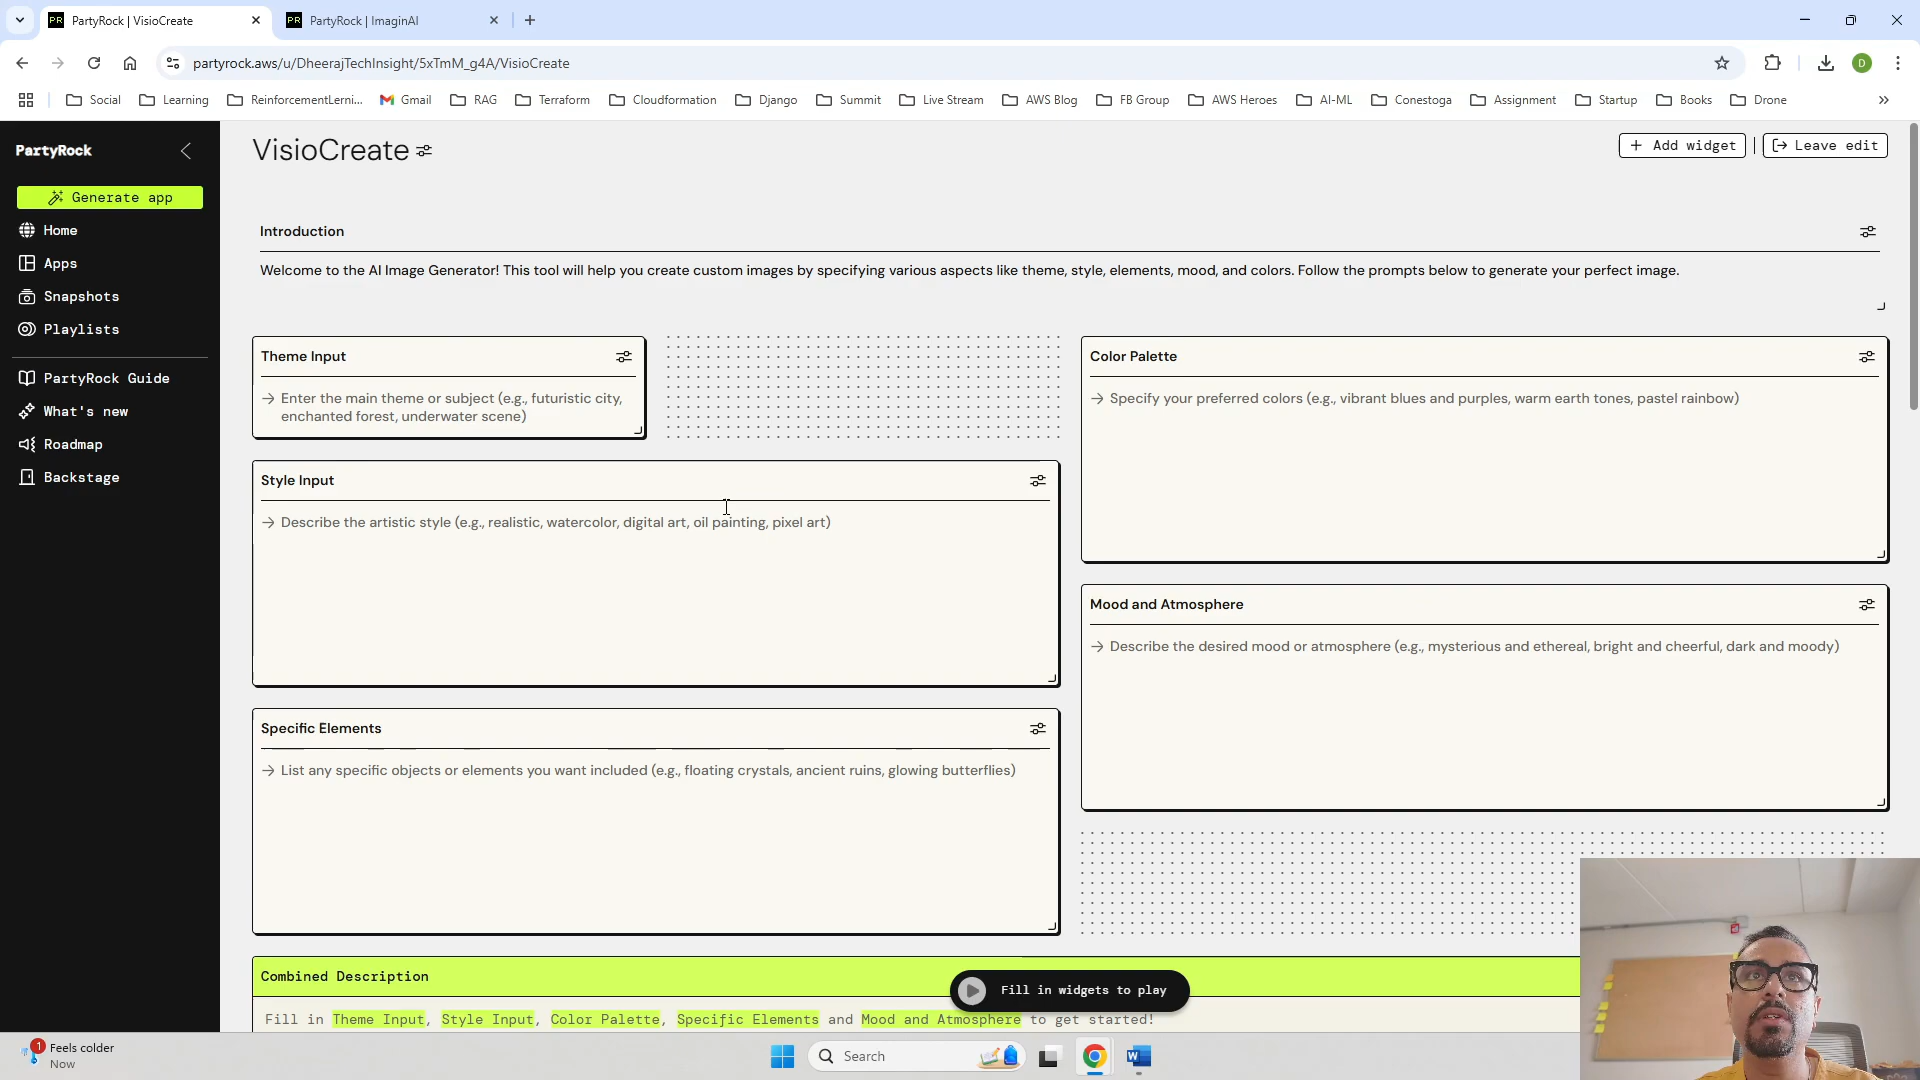 PartyRock | VisioCreate
PartyRock | ImaginAI
partyrock.aws/u/DheerajTechInsight/5xTmM_g4A/VisioCreate
D
Social
Learning
ReinforcementLerni...
Gmail
RAG
Terraform
Cloudformation
Django
Summit
Live Stream
AWS Blog
FB Group
AWS Heroes
AI-ML
Conestoga
Assignment
Startup
Books
Drone
PartyRock
Generate app
Home
Apps
Snapshots
Playlists
PartyRock Guide
What's new
Roadmap
Backstage
VisioCreate
Add widget
Leave edit
Introduction
Welcome to the AI Image Generator! This tool will help you create custom images by specifying various aspects like theme, style, elements, mood, and colors. Follow the prompts below to generate your perfect image.
Theme Input
Enter the main theme or subject (e.g., futuristic city,
enchanted forest, underwater scene)
Color Palette
Specify your preferred colors (e.g., vibrant blues and purples, warm earth tones, pastel rainbow)
Style Input
Describe the artistic style (e.g., realistic, watercolor, digital art, oil painting, pixel art)
Mood and Atmosphere
Describe the desired mood or atmosphere (e.g., mysterious and ethereal, bright and cheerful, dark and moody)
Specific Elements
List any specific objects or elements you want included (e.g., floating crystals, ancient ruins, glowing butterflies)
Combined Description
Fill in widgets to play
Fill in Theme Input, Style Input, Color Palette, Specific Elements and Mood and Atmosphere to get started!
1
Feels colder
Now
Search